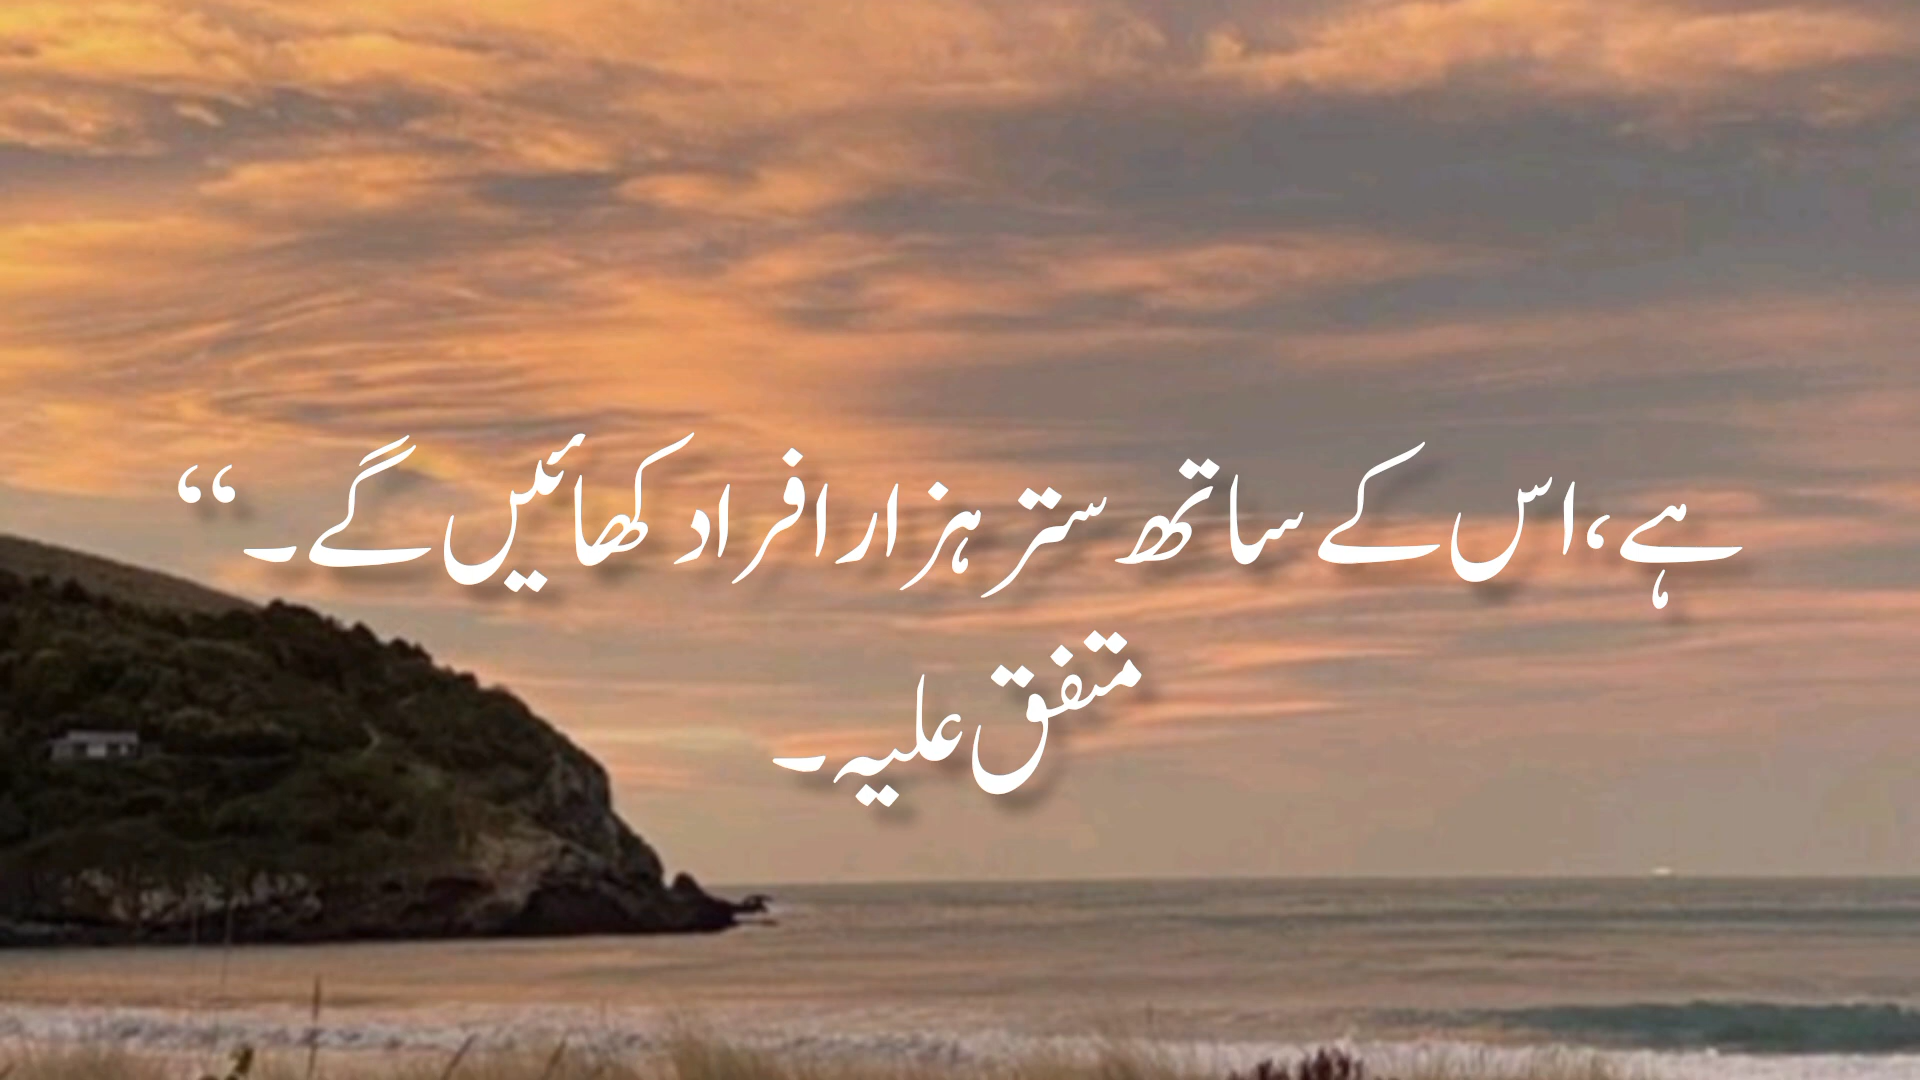 ہے،اس کے ساتھ ستر ہزار افراد کھائیں گے۔‘‘
متفق علیہ۔